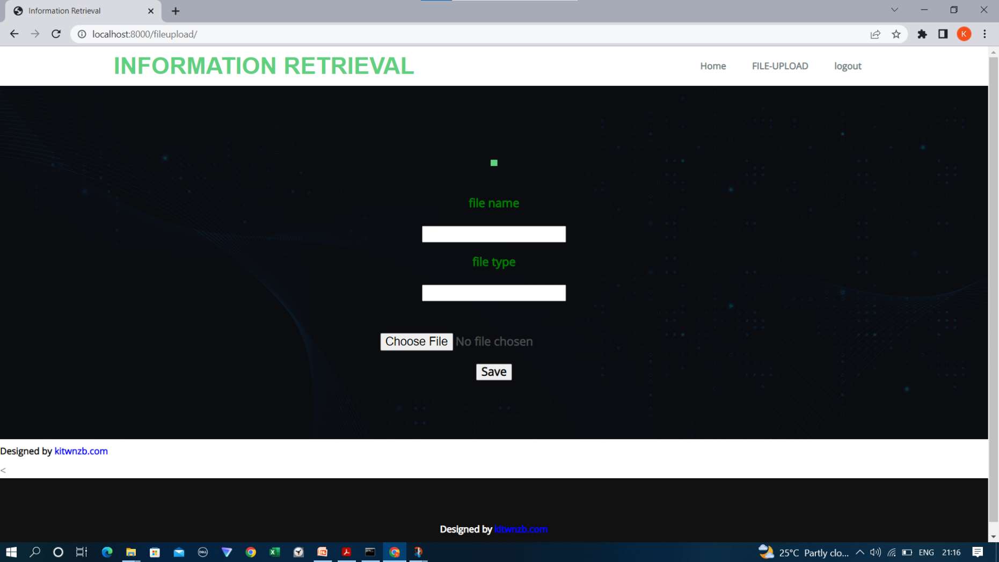 Information Retrieval
localhost:8000/fileupload/
K
INFORMATION RETRIEVAL
Home FILE-UPLOAD logout
file name
file type
Choose File No file chosen
Save
Designed by kitwnzb.com
<
Designed by kitwnzb.com
DELL
25°C Partly clo... ENG 21:16